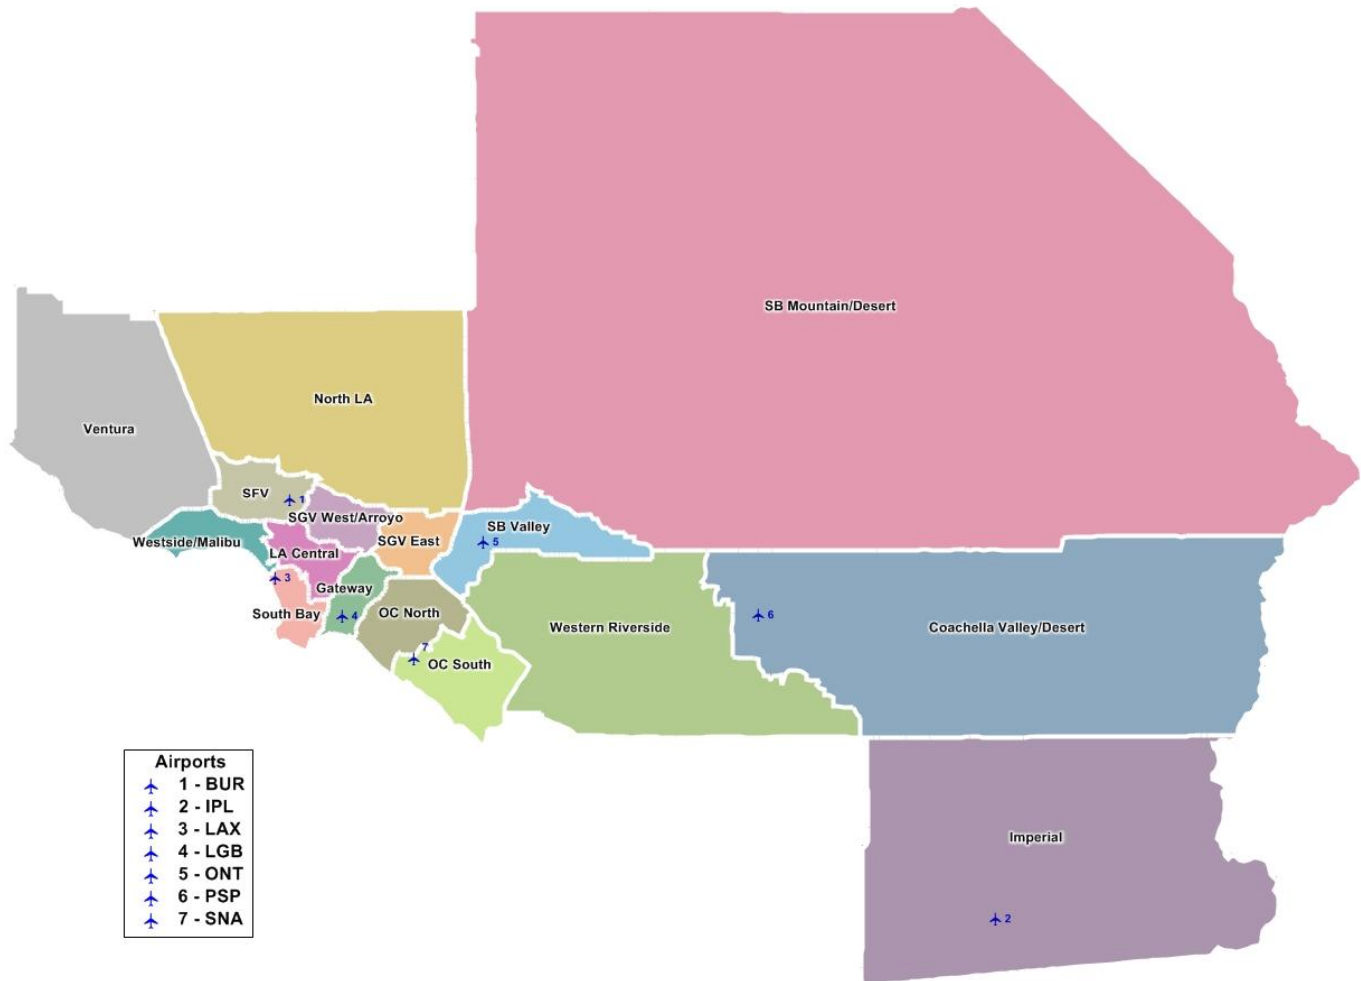 SB Mountain/Desert
North LA
Ventura
SFV
1
SGV West/Arroyo
SB Valley
Westside/Malibu
LA Central
SGV East
5
3
Gateway
South Bay
4
OC North
Western Riverside
6
Coachella Valley/Desert
7
OC South
Airports
1 - BUR
2 - IPL
3 - LAX
4 - LGB
5 - ONT
6 - PSP
7 - SNA
Imperial
2